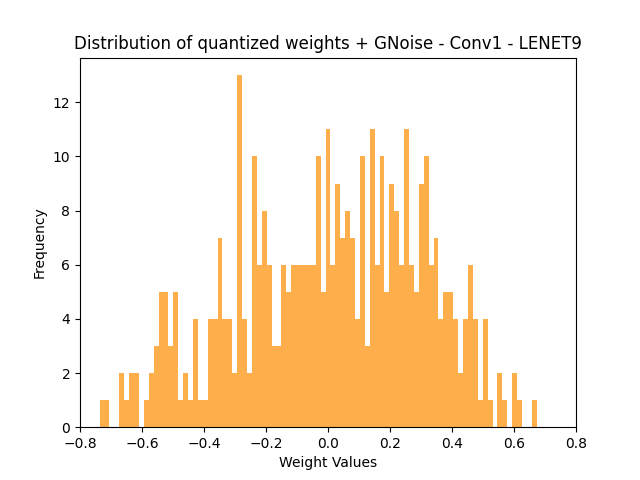 Distribution of quantized weights + GNoise - Conv1 - LENET9
Frequency
12
10
8
6
4
2
0
−0.8 −0.6 −0.4 −0.2 0.0 0.2 0.4 0.6 0.8
Weight Values